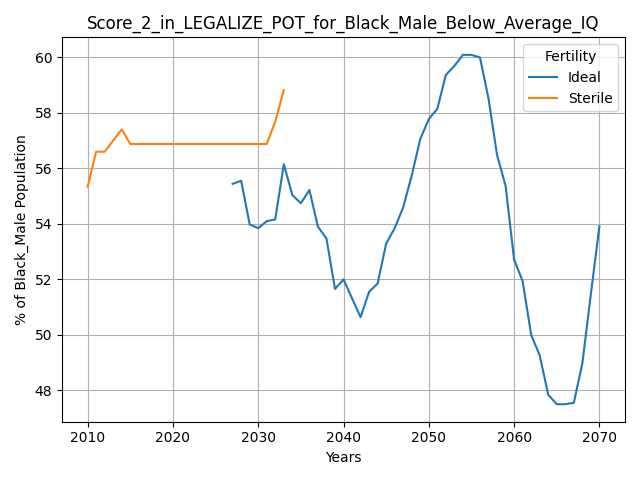 Score_2_in_LEGALIZE_POT_for_Black_Male_Below_Average_IQ
Fertility
Ideal
Sterile
% of Black_Male Population
60
58
56
54
52
50
48
2010 2020 2030 2040 2050 2060 2070
Years